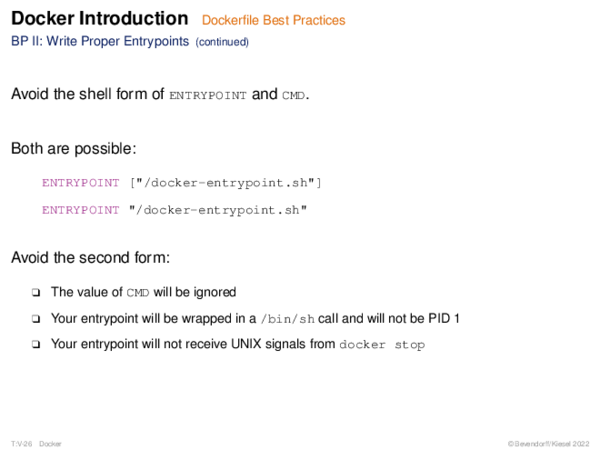 Docker Introduction Dockerfile Best Practices
BP II: Write Proper Entrypoints (continued)
Avoid the shell form of ENTRYPOINT and CMD.
Both are possible:
ENTRYPOINT ["/docker-entrypoint.sh"]
ENTRYPOINT "/docker-entrypoint.sh"
Avoid the second form:
❑ The value of CMD will be ignored
❑ Your entrypoint will be wrapped in a /bin/sh call and will not be PID 1
❑ Your entrypoint will not receive UNIX signals from docker stop
T:V-26 Docker © Bevendorff/Kiesel 2022